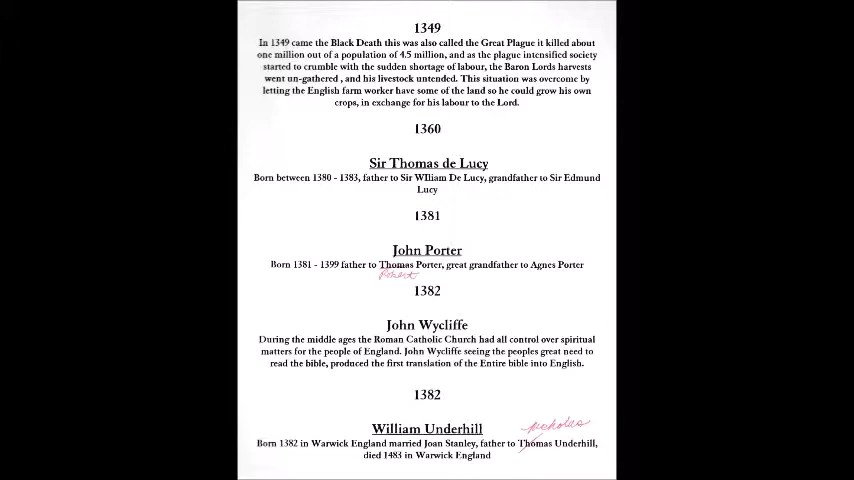 1349
In 1349 came the Black Death this was also called the Great Plague it killed about
one million out of a population of 4.5 million, and as the plague intensified society
started to crumble with the sudden shortage of labour, the Baron Lords harvests
went un-gathered , and his livestock untended. This situation was overcome by
letting the English farm worker have some of the land so he could grow his own
crops, in exchange for his labour to the Lord.
1360
Sir Thomas de Lucy
Born between 1380 - 1383, father to Sir WIliam De Lucy, grandfather to Sir Edmund
Lucy
1381
John Porter
Born 1381 - 1399 father to Thomas Porter, great grandfather to Agnes Porter
Robert
1382
John Wycliffe
During the middle ages the Roman Catholic Church had all control over spiritual
matters for the people of England. John Wycliffe seeing the peoples great need to
read the bible, produced the first translation of the Entire bible into English.
1382
William Underhill
Nicholas
Born 1382 in Warwick England married Joan Stanley, father to Thomas Underhill,
died 1483 in Warwick England